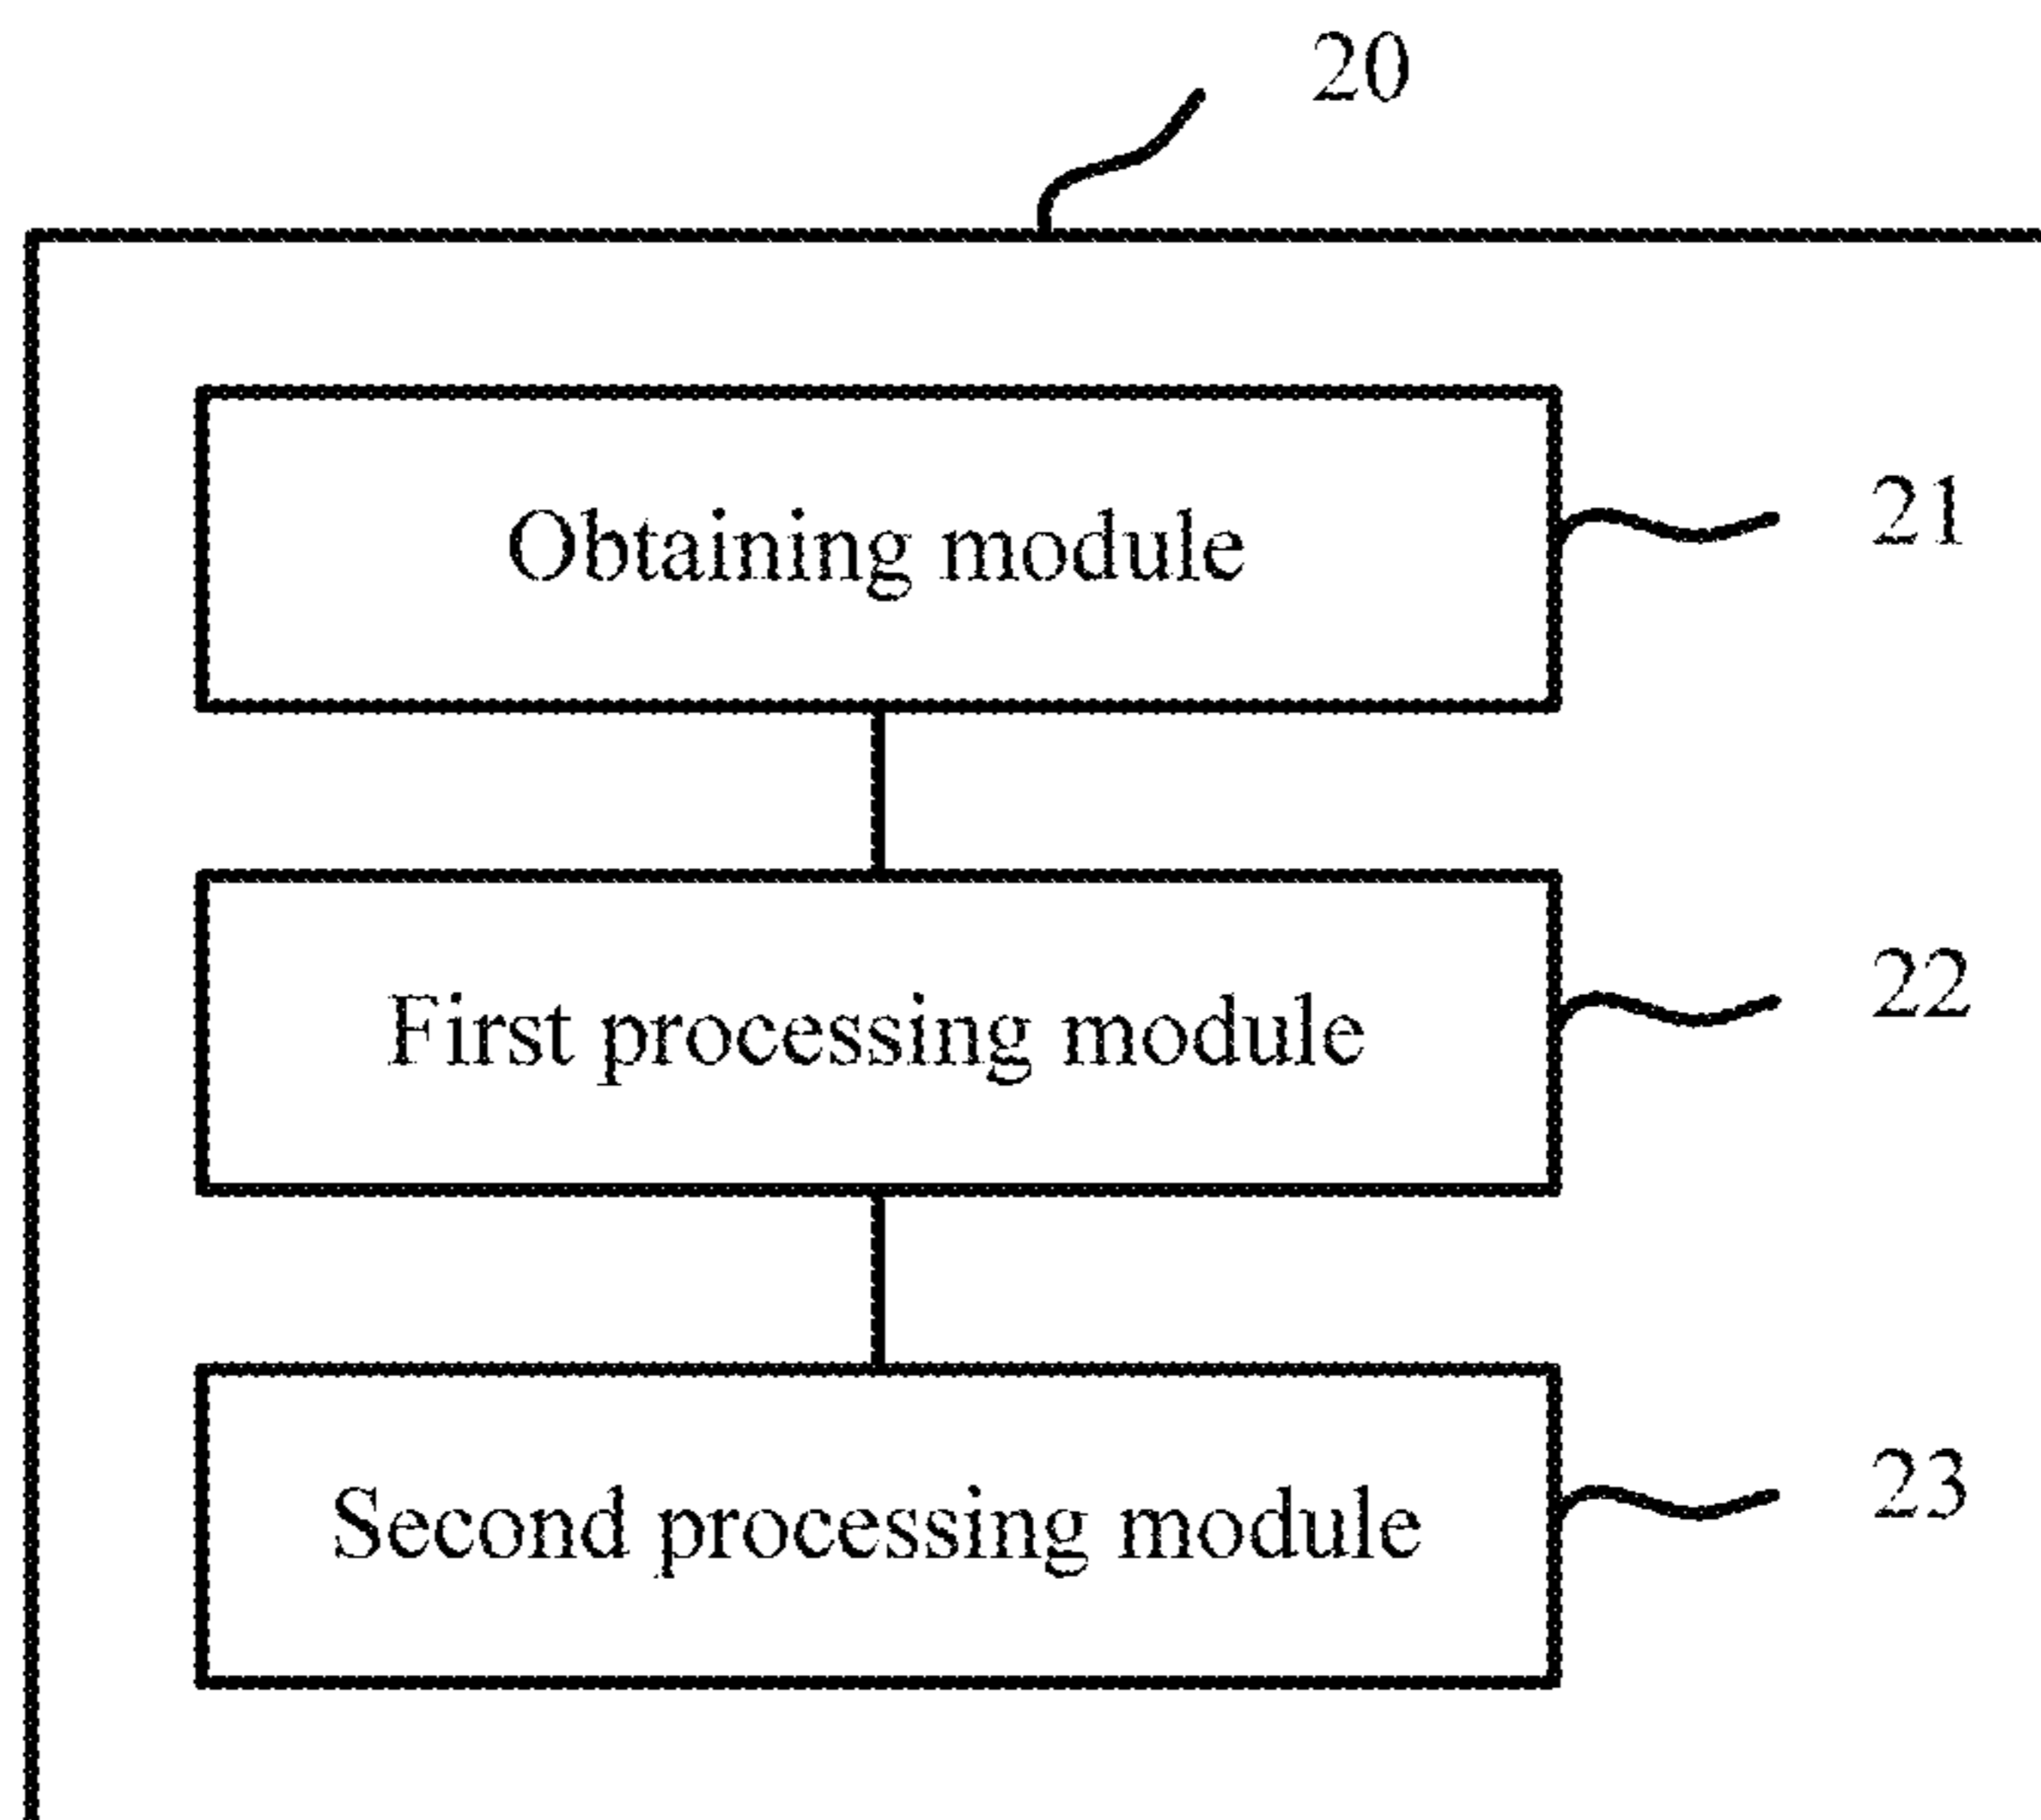 20
Obtaining module
21
First processing module
22
Second processing module
23